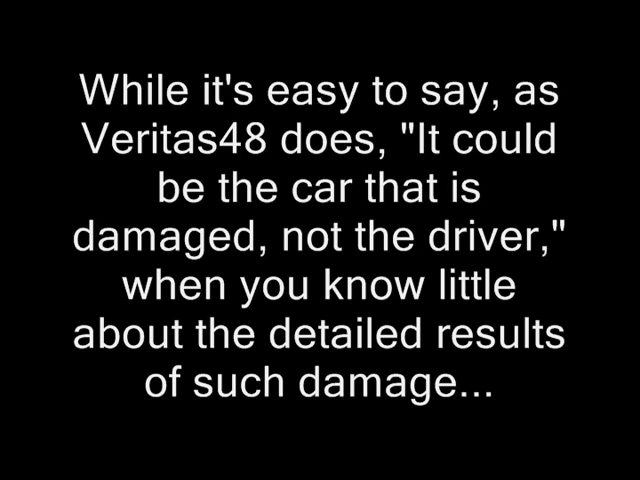 While it's easy to say, as
Veritas48 does, "It could
be the car that is
damaged, not the driver,"
when you know little
about the detailed results
of such damage...